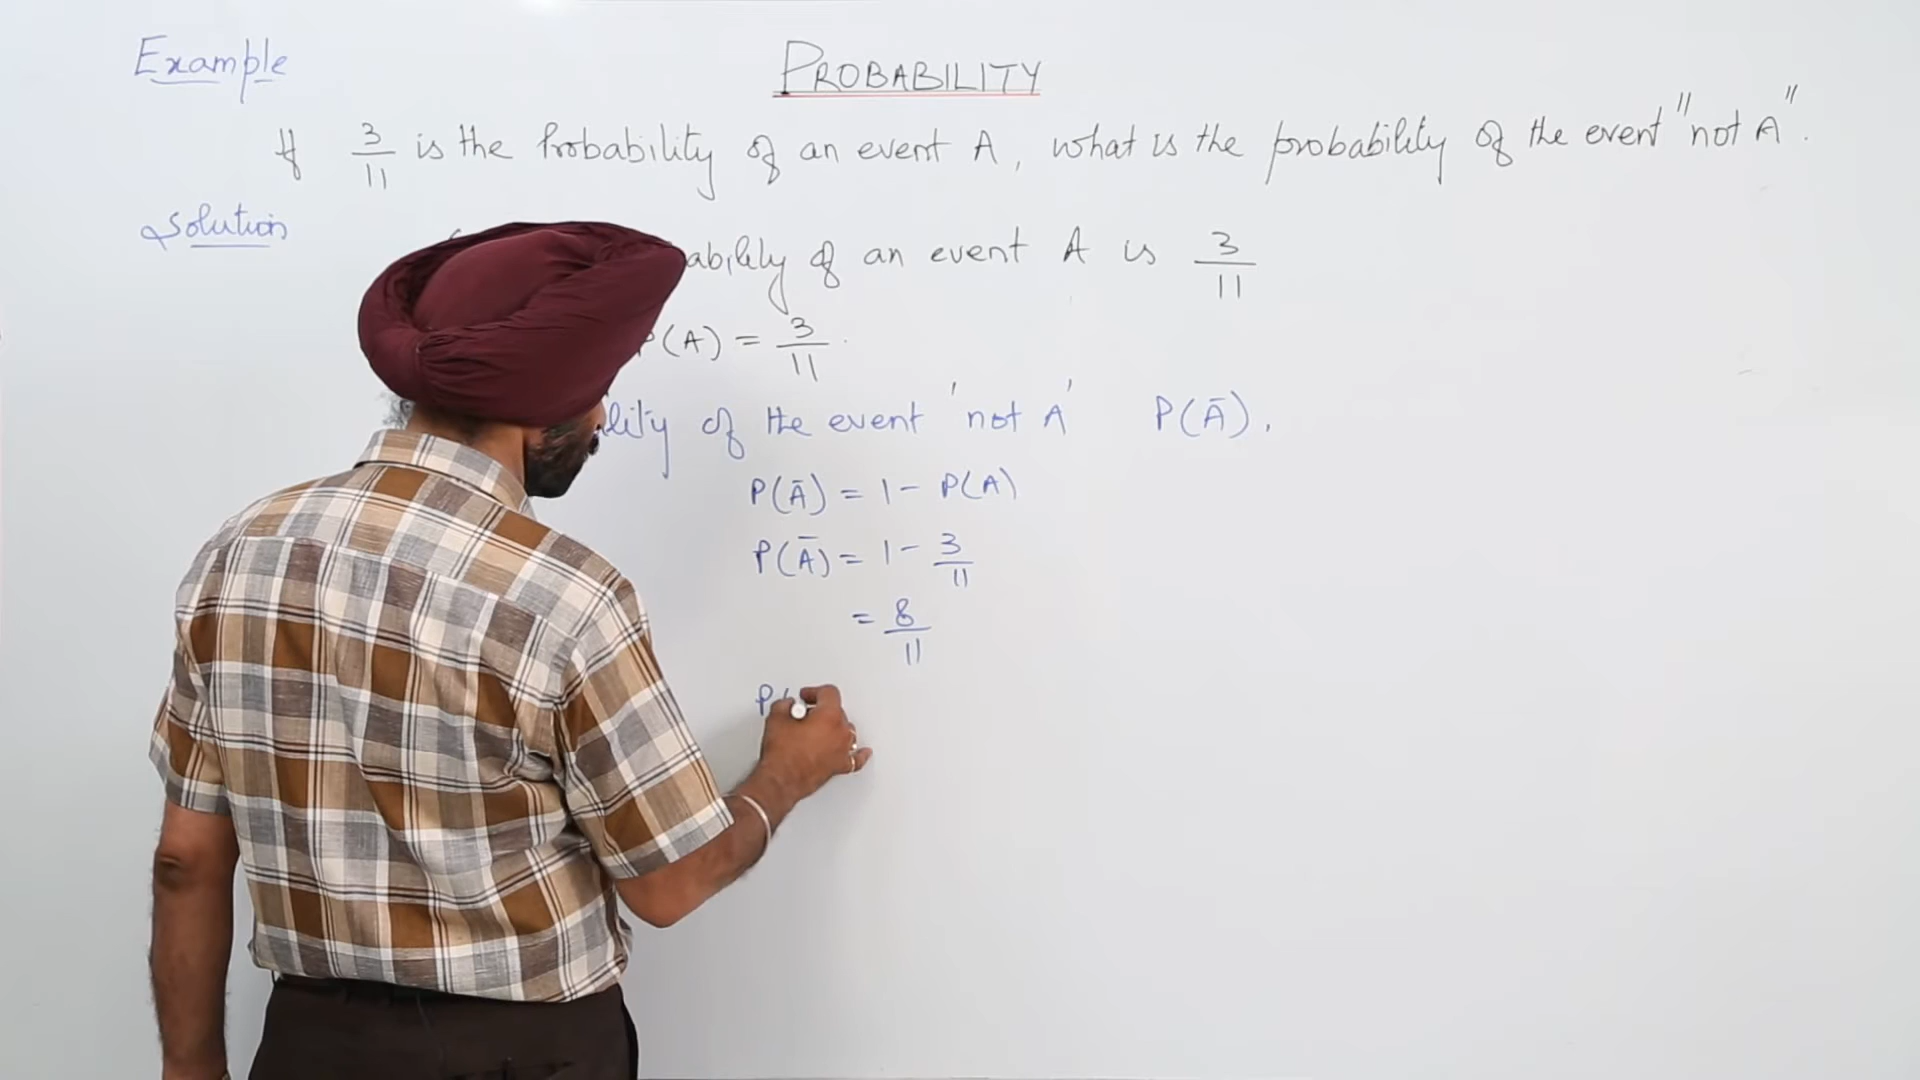 Example
PROBABILITY
If 3/11 is the probability of an event A, what is the probability of the event "not A".
Solution
of an event A is 3/11
P(A) = 3/11.
of the event 'not A' P(Ā).
P(Ā) = 1 - P(A)
P(Ā) = 1 - 3/11
= 8/11
P(